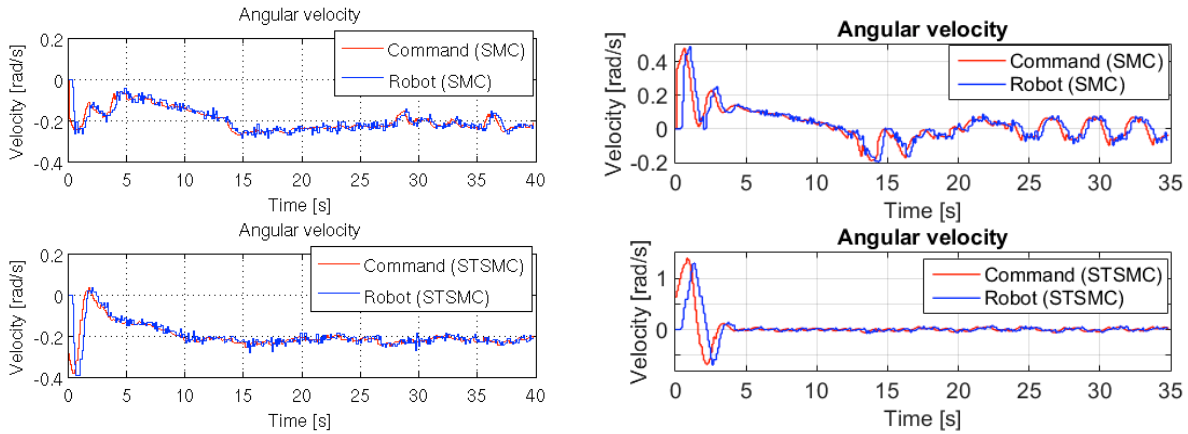 Angular velocity
Velocity [rad/s]
0.2
0
-0.2
-0.4
Command (SMC)
Robot (SMC)
0 5 10 15 20 25 30 35 40
Time [s]
Angular velocity
Velocity [rad/s]
0.4
0.2
0
-0.2
Command (SMC)
Robot (SMC)
0 5 10 15 20 25 30 35
Time [s]
Angular velocity
Velocity [rad/s]
0.2
0
-0.2
-0.4
Command (STSMC)
Robot (STSMC)
0 5 10 15 20 25 30 35 40
Time [s]
Angular velocity
Velocity [rad/s]
1
0
Command (STSMC)
Robot (STSMC)
0 5 10 15 20 25 30 35
Time [s]